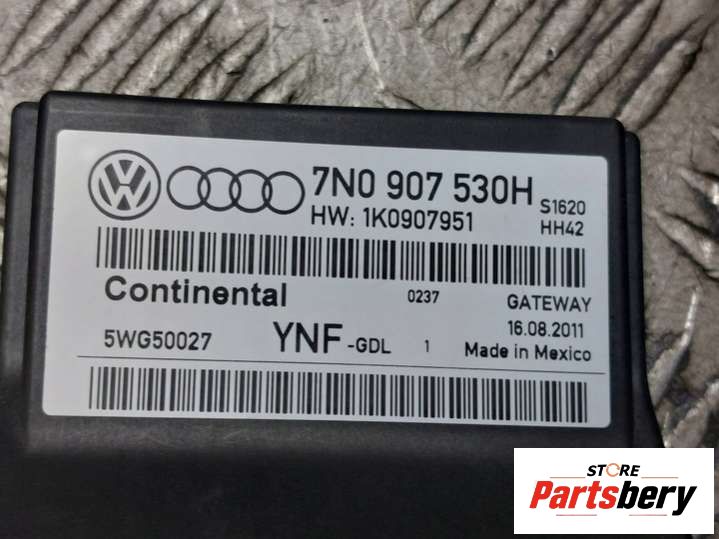 7N0 907 530H S1620
HW: 1K0907951 HH42
Continental 0237 GATEWAY
5WG50027 YNF -GDL 1 16.08.2011
Made in Mexico
STORE
Partsbery